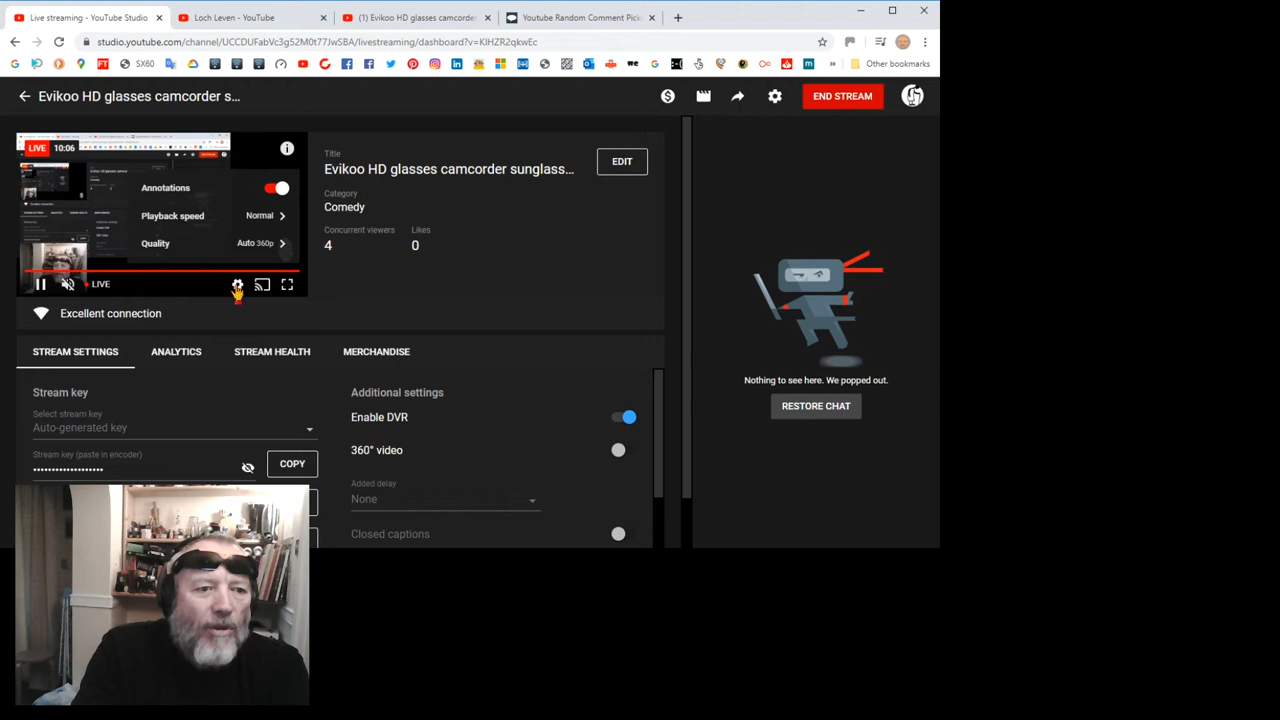 Live streaming - YouTube Studio
Loch Leven - YouTube
(1) Evikoo HD glasses camcorder
Youtube Random Comment Pick
studio.youtube.com/channel/UCCDUFabVc3g52M0t77JwSBA/livestreaming/dashboard?v=KIHZR2qkwEc
SX60
Other bookmarks
Evikoo HD glasses camcorder s...
END STREAM
LIVE 10:06
Annotations
Playback speed Normal
Quality Auto 360p
LIVE
Title
Evikoo HD glasses camcorder sunglass...
EDIT
Category
Comedy
Concurrent viewers
4
Likes
0
Excellent connection
STREAM SETTINGS ANALYTICS STREAM HEALTH MERCHANDISE
Stream key
Select stream key
Auto-generated key
Stream key (paste in encoder)
COPY
Additional settings
Enable DVR
360° video
Added delay
None
Closed captions
Nothing to see here. We popped out.
RESTORE CHAT